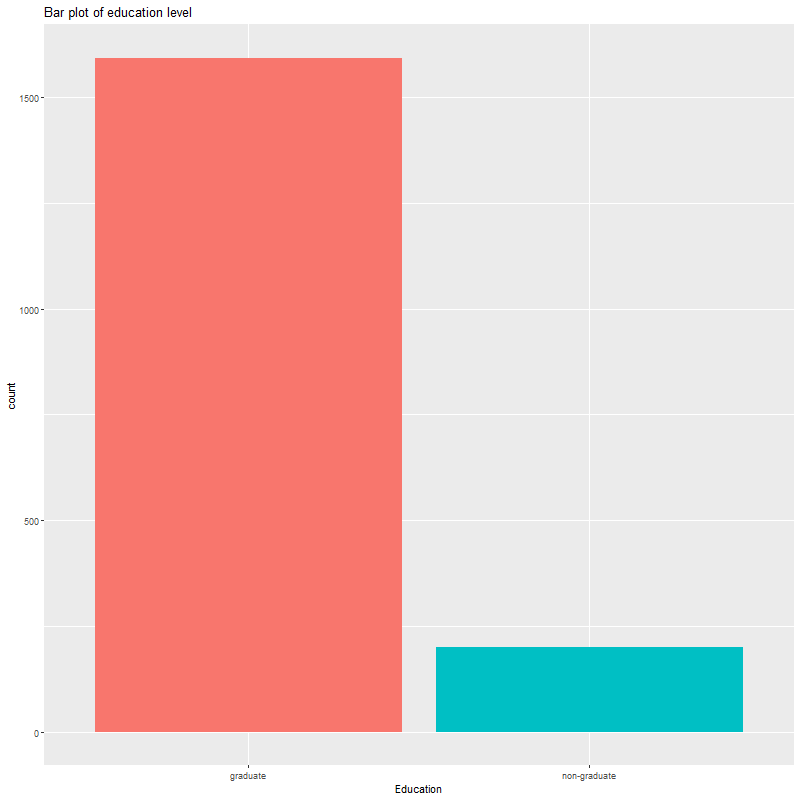 Bar plot of education level
1500
1000
500
0
count
graduate
non-graduate
Education